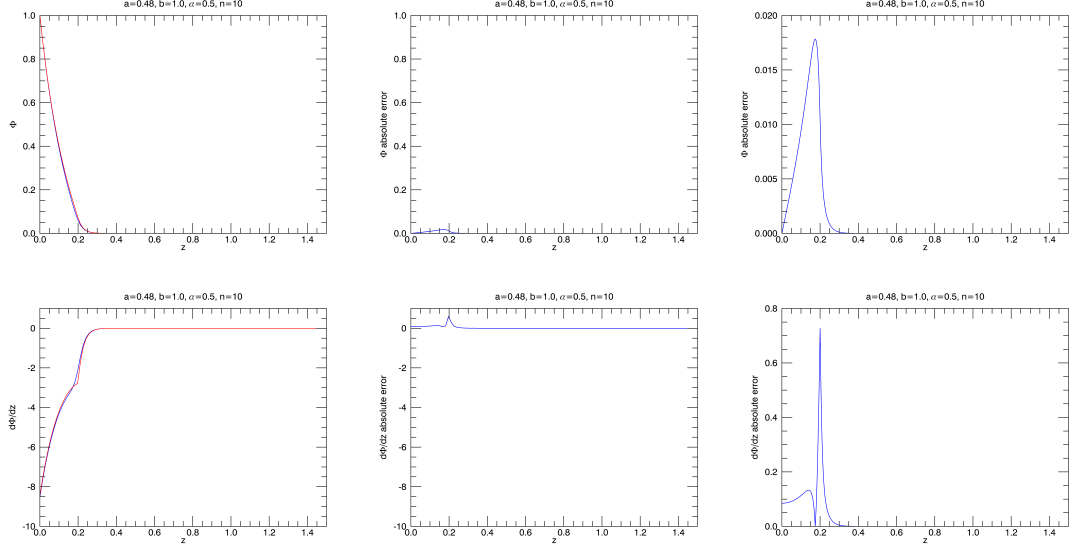 a=0.48, b=1.0, α=0.5, n=10
a=0.48, b=1.0, α=0.5, n=10
a=0.48, b=1.0, α=0.5, n=10
Φ
1.0
0.8
0.6
0.4
0.2
0.0
0.0 0.2 0.4 0.6 0.8 1.0 1.2 1.4
z
Φ absolute error
1.0
0.8
0.6
0.4
0.2
0.0
0.0 0.2 0.4 0.6 0.8 1.0 1.2 1.4
z
Φ absolute error
0.020
0.015
0.010
0.005
0.000
0.0 0.2 0.4 0.6 0.8 1.0 1.2 1.4
z
a=0.48, b=1.0, α=0.5, n=10
a=0.48, b=1.0, α=0.5, n=10
a=0.48, b=1.0, α=0.5, n=10
dΦ/dz
0
-2
-4
-6
-8
-10
0.0 0.2 0.4 0.6 0.8 1.0 1.2 1.4
z
dΦ/dz absolute error
0
-2
-4
-6
-8
-10
0.0 0.2 0.4 0.6 0.8 1.0 1.2 1.4
z
dΦ/dz absolute error
0.8
0.6
0.4
0.2
0.0
0.0 0.2 0.4 0.6 0.8 1.0 1.2 1.4
z